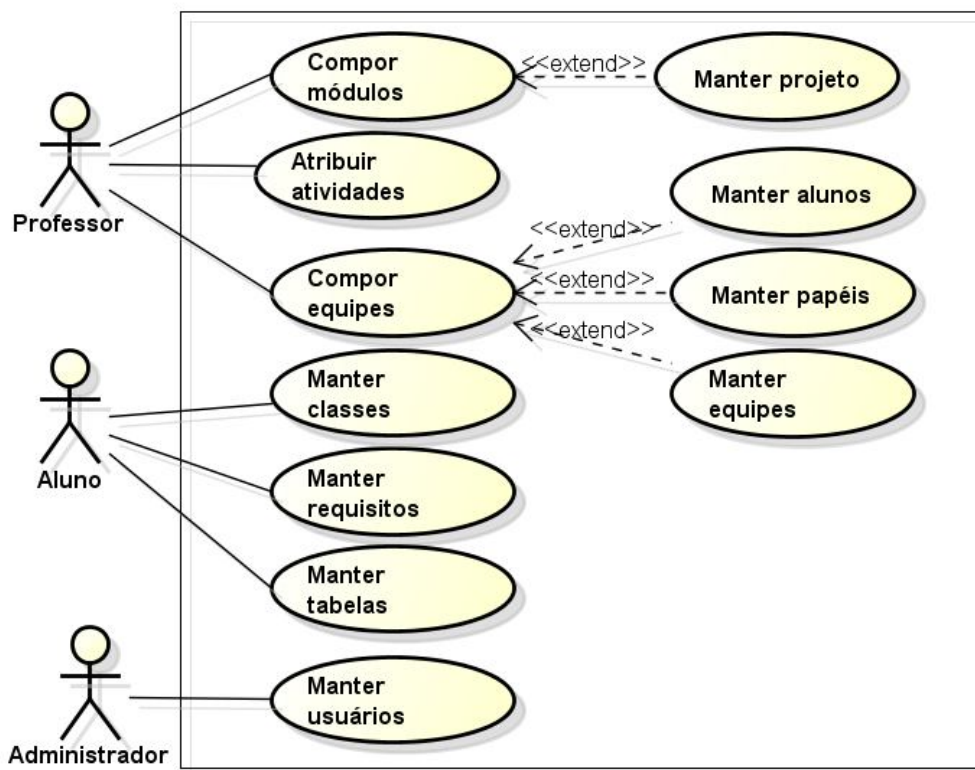 Compor
módulos
<<extend>>
Manter projeto
Atribuir
atividades
Professor
Manter alunos
<<extend>>
Compor
equipes
<<extend>>
Manter papéis
<<extend>>
Manter
equipes
Manter
classes
Aluno
Manter
requisitos
Manter
tabelas
Manter
usuários
Administrador